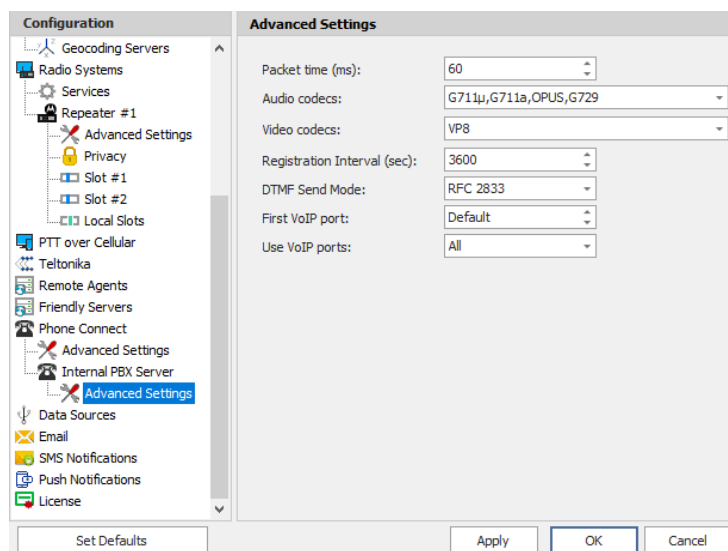 Configuration
Geocoding Servers
Radio Systems
Services
Repeater #1
Advanced Settings
Privacy
Slot #1
Slot #2
Local Slots
PTT over Cellular
Teltonika
Remote Agents
Friendly Servers
Phone Connect
Advanced Settings
Internal PBX Server
Advanced Settings
Data Sources
Email
SMS Notifications
Push Notifications
License
Set Defaults
Advanced Settings
Packet time (ms): 60
Audio codecs: G711µ,G711a,OPUS,G729
Video codecs: VP8
Registration Interval (sec): 3600
DTMF Send Mode: RFC 2833
First VoIP port: Default
Use VoIP ports: All
Apply OK Cancel